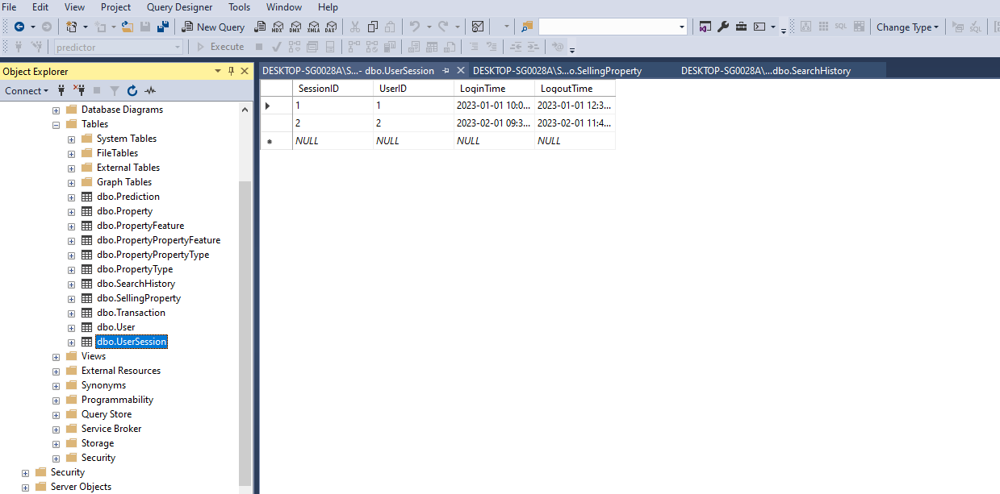 File Edit View Project Query Designer Tools Window Help
New Query MDX DMX XMLA DAX
SQL Change Type
predictor Execute
Object Explorer
Connect
Database Diagrams
Tables
System Tables
FileTables
External Tables
Graph Tables
dbo.Prediction
dbo.Property
dbo.PropertyFeature
dbo.PropertyPropertyFeature
dbo.PropertyPropertyType
dbo.PropertyType
dbo.SearchHistory
dbo.SellingProperty
dbo.Transaction
dbo.User
dbo.UserSession
Views
External Resources
Synonyms
Programmability
Query Store
Service Broker
Storage
Security
Security
Server Objects
DESKTOP-SG0028A\S...- dbo.UserSession DESKTOP-SG0028A\S...o.SellingProperty DESKTOP-SG0028A\...dbo.SearchHistory
SessionID UserID LoginTime LogoutTime
1 1 2023-01-01 10:0... 2023-01-01 12:3...
2 2 2023-02-01 09:3... 2023-02-01 11:4...
NULL NULL NULL NULL